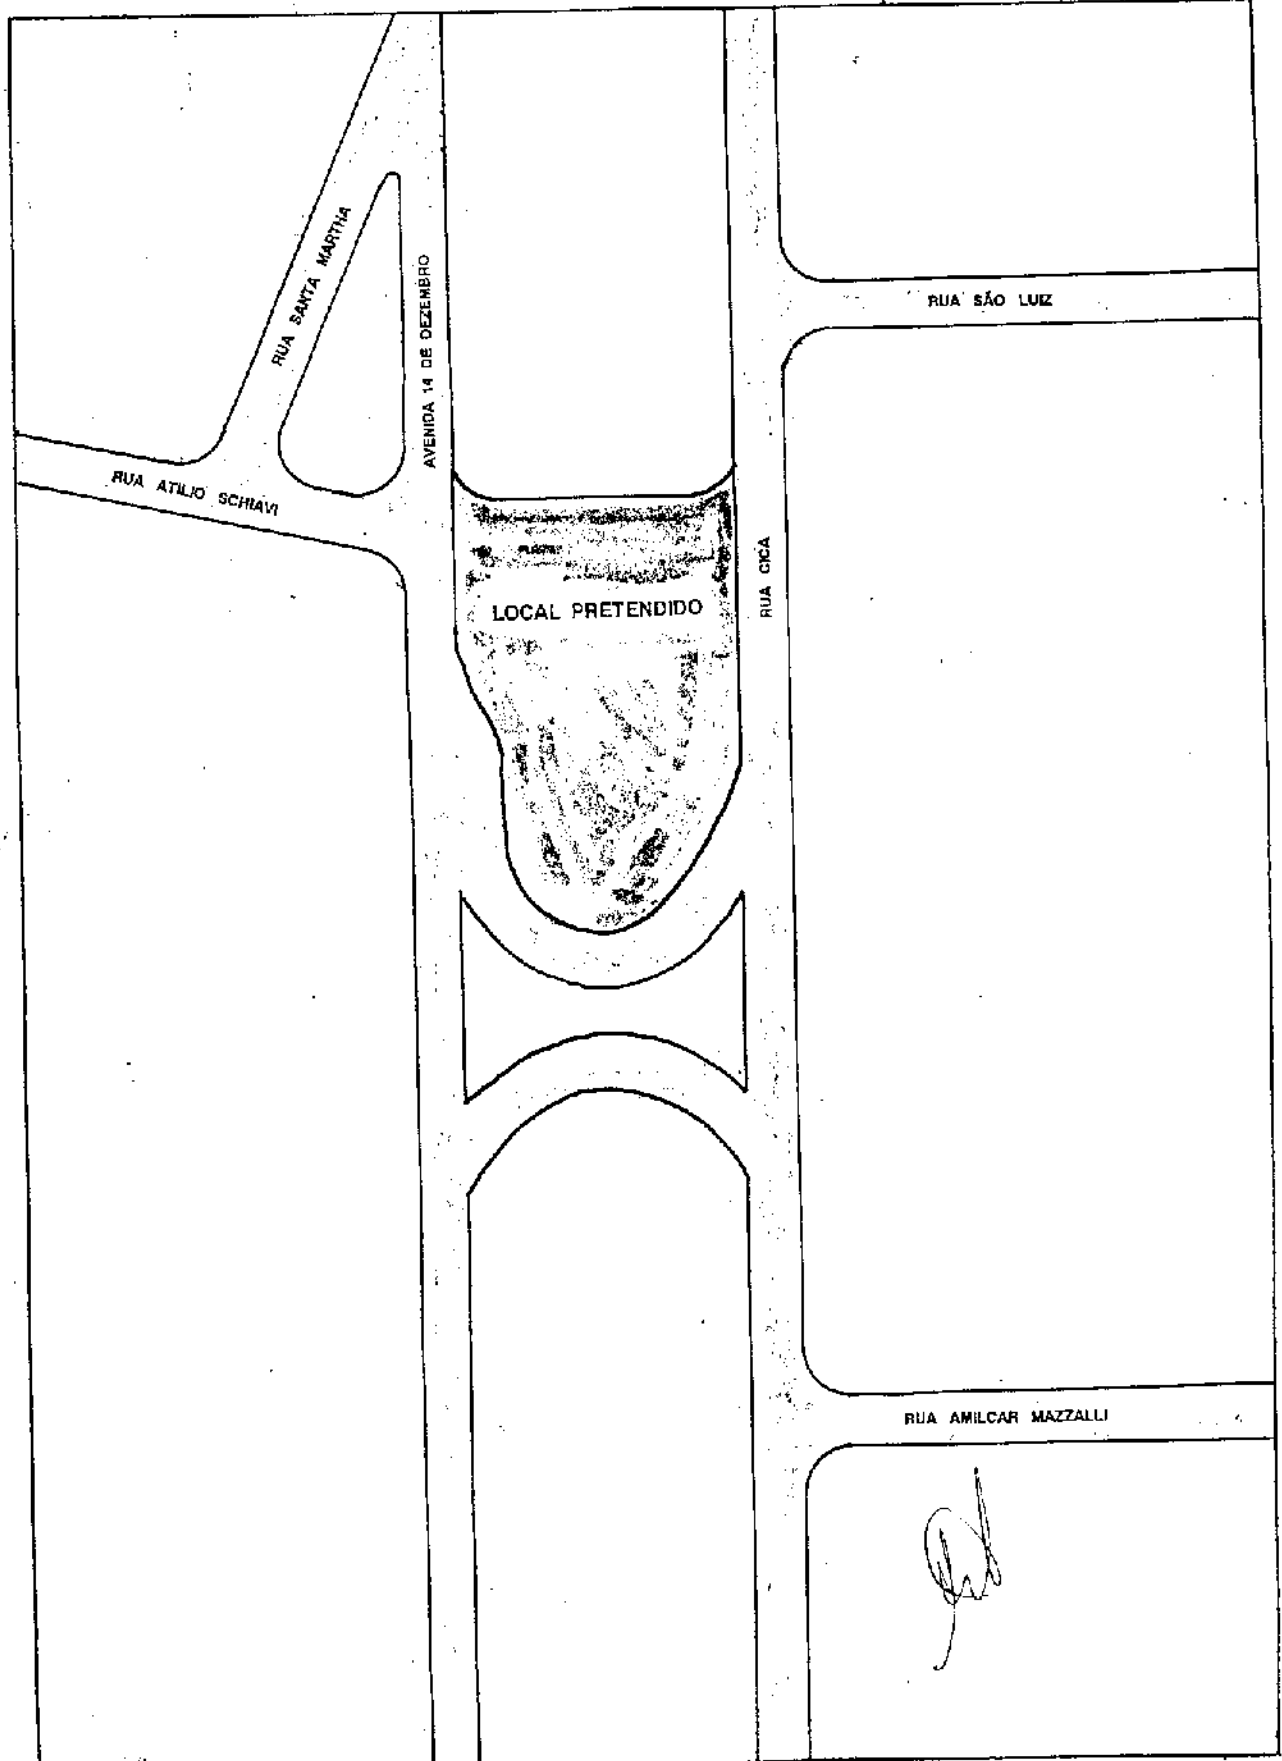 RUA SANTA MARTHA
AVENIDA 14 DE DEZEMBRO
RUA SÃO LUIZ
RUA ATILIO SCHIAVI
RUA CICA
LOCAL PRETENDIDO
RUA AMILCAR MAZZALLI